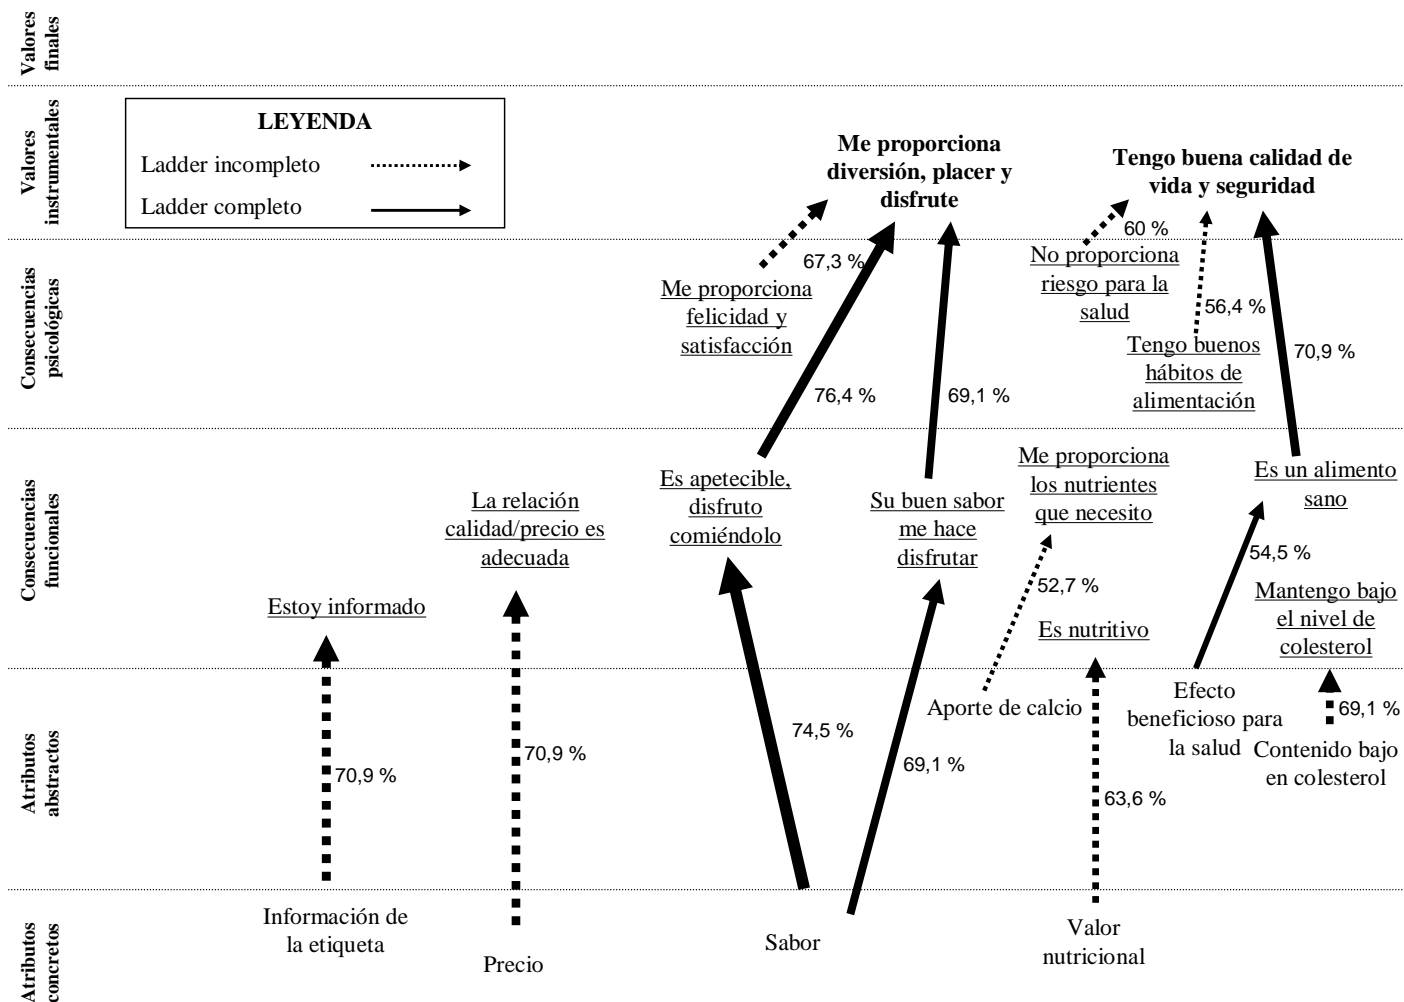 Valores
finales
Valores
instrumentales
LEYENDA
Ladder incompleto
Ladder completo
Me proporciona
diversión, placer y
disfrute
Tengo buena calidad de
vida y seguridad
Consecuencias
psicológicas
67,3 %
Me proporciona
felicidad y
satisfacción
76,4 %
69,1 %
60 %
No proporciona
riesgo para la
salud
56,4 %
Tengo buenos
hábitos de
alimentación
70,9 %
Consecuencias
funcionales
Estoy informado
La relación
calidad/precio es
adecuada
Es apetecible,
disfruto
comiéndolo
Su buen sabor
me hace
disfrutar
Me proporciona
los nutrientes
que necesito
52,7 %
Es nutritivo
Es un alimento
sano
54,5 %
Mantengo bajo
el nivel de
colesterol
Atributos
abstractos
70,9 %
70,9 %
74,5 %
69,1 %
Aporte de calcio
63,6 %
Efecto
beneficioso para
la salud
69,1 %
Contenido bajo
en colesterol
Atributos
concretos
Información de
la etiqueta
Precio
Sabor
Valor
nutricional